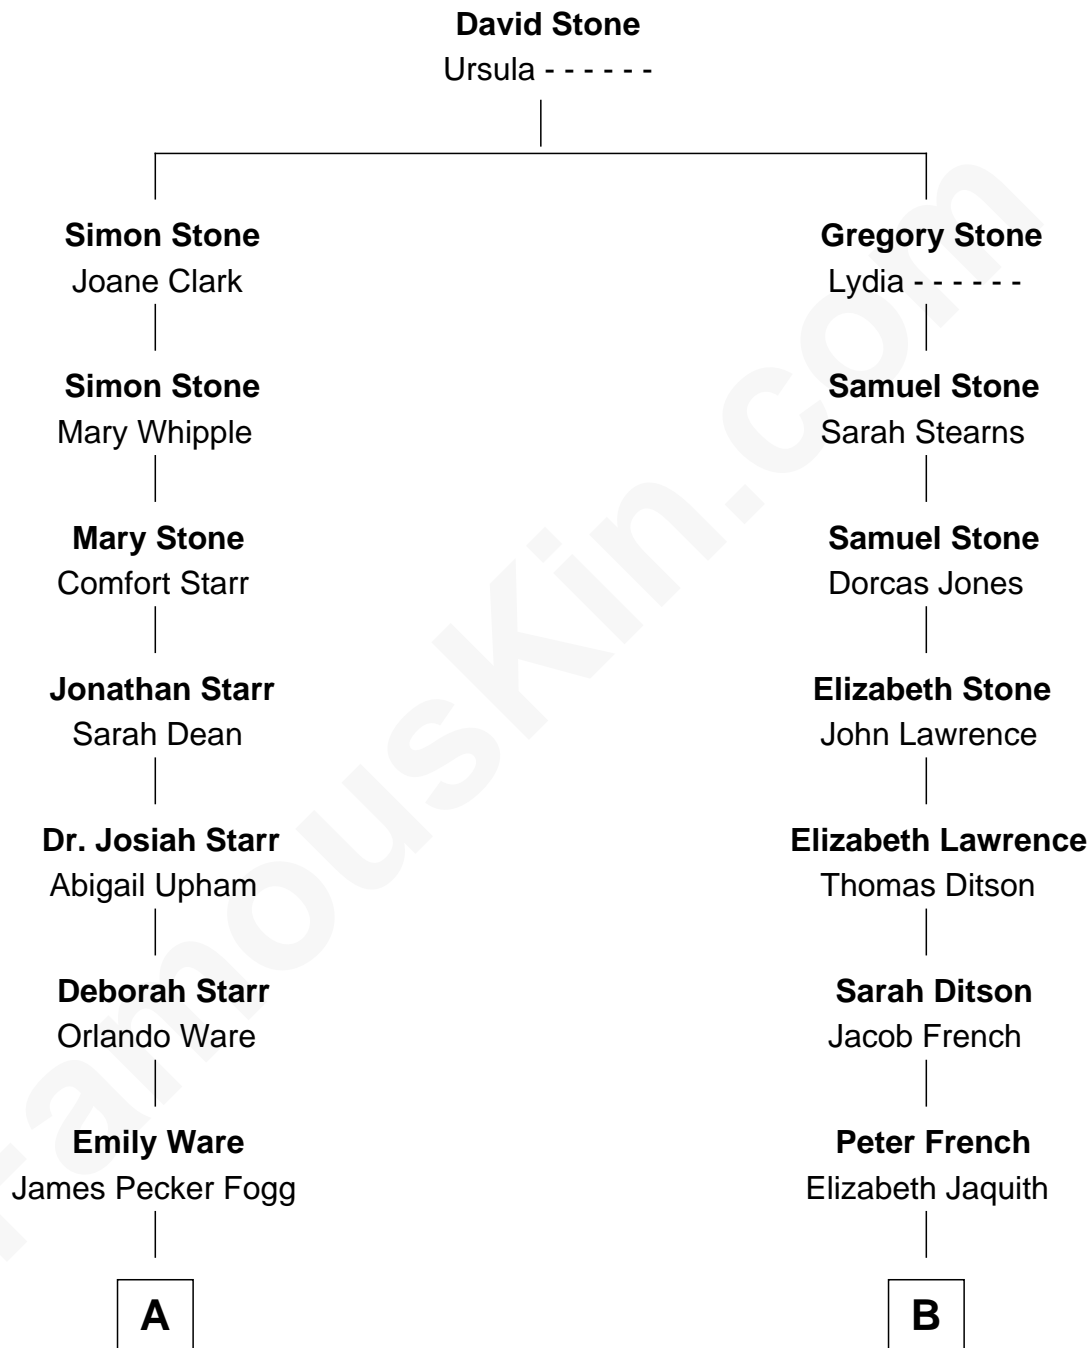 David Stone
Ursula - - - - - -
Simon Stone
Joane Clark
Gregory Stone
Lydia - - - - - -
Simon Stone
Mary Whipple
Samuel Stone
Sarah Stearns
Mary Stone
Comfort Starr
Samuel Stone
Dorcas Jones
Jonathan Starr
Sarah Dean
Elizabeth Stone
John Lawrence
Dr. Josiah Starr
Abigail Upham
Elizabeth Lawrence
Thomas Ditson
Deborah Starr
Orlando Ware
Sarah Ditson
Jacob French
Emily Ware
James Pecker Fogg
Peter French
Elizabeth Jaquith
A
B
FamousKin.com